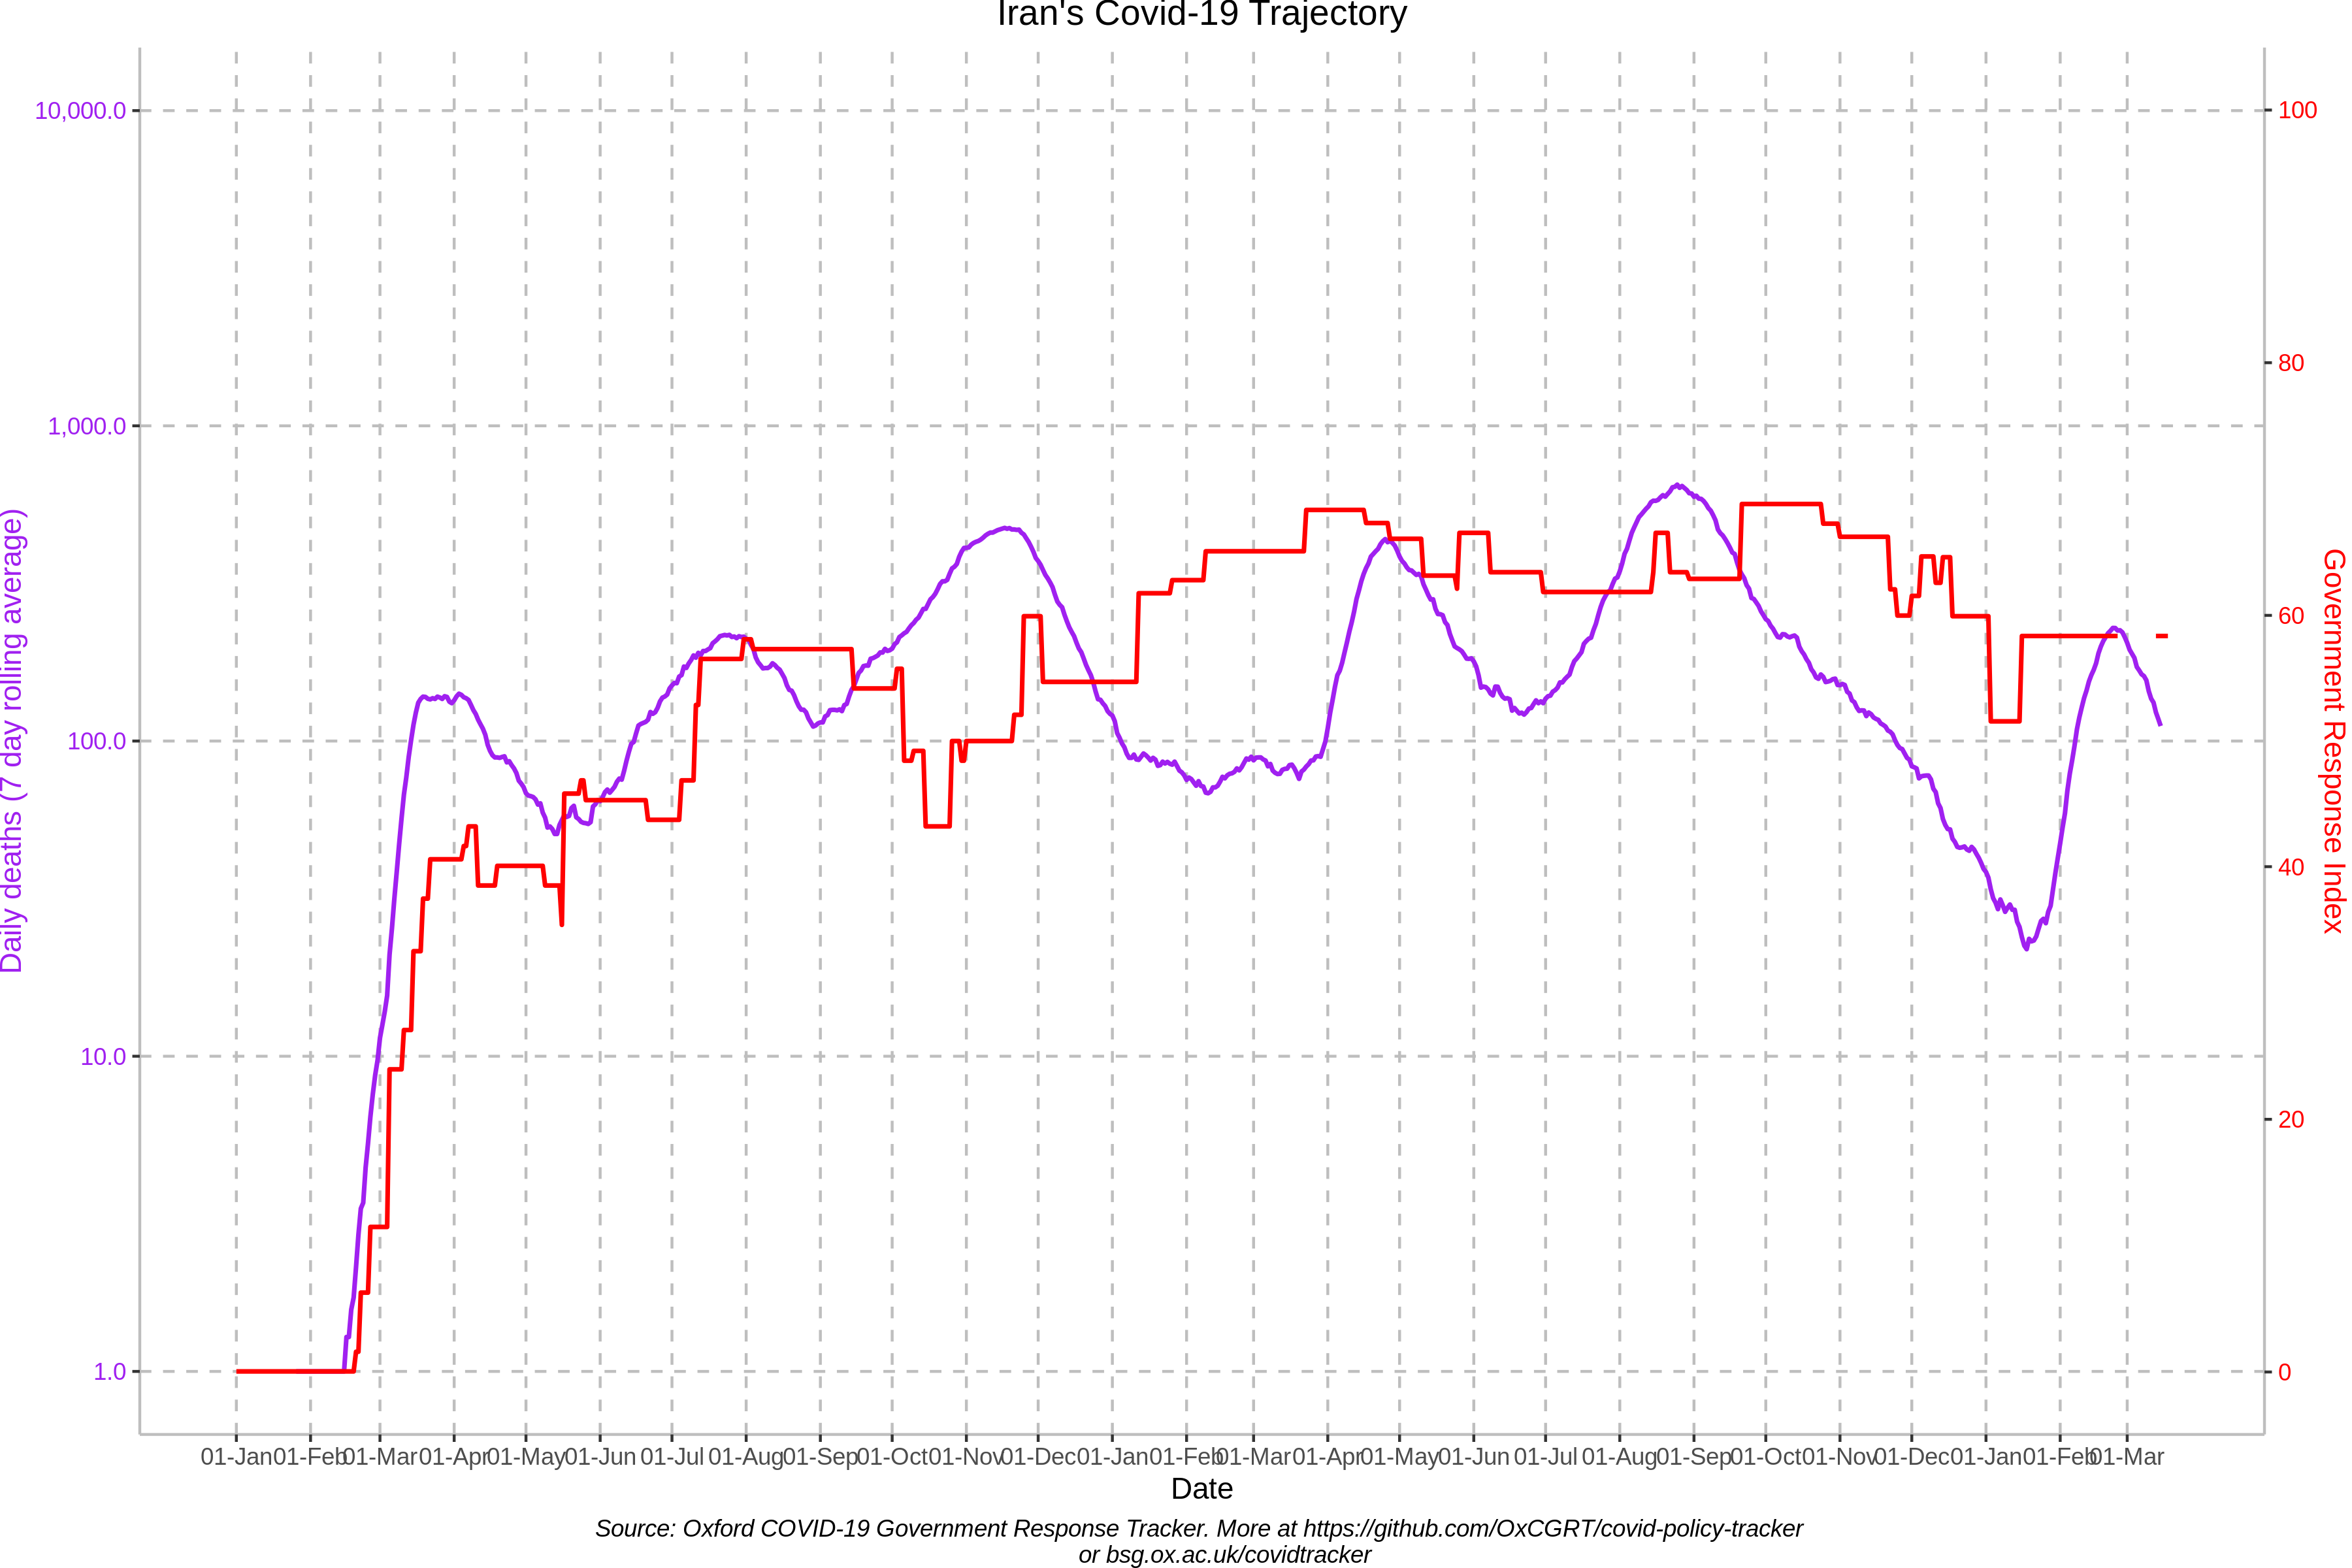 Iran's Covid-19 Trajectory
10,000.0
1,000.0
100.0
10.0
1.0
Daily deaths (7 day rolling average)
100
80
60
40
20
0
Government Response Index
01-Jan 01-Feb 01-Mar 01-Apr 01-May 01-Jun 01-Jul 01-Aug 01-Sep 01-Oct 01-Nov 01-Dec 01-Jan 01-Feb 01-Mar 01-Apr 01-May 01-Jun 01-Jul 01-Aug 01-Sep 01-Oct 01-Nov 01-Dec 01-Jan 01-Feb 01-Mar
Date
Source: Oxford COVID-19 Government Response Tracker. More at https://github.com/OxCGRT/covid-policy-tracker
or bsg.ox.ac.uk/covidtracker